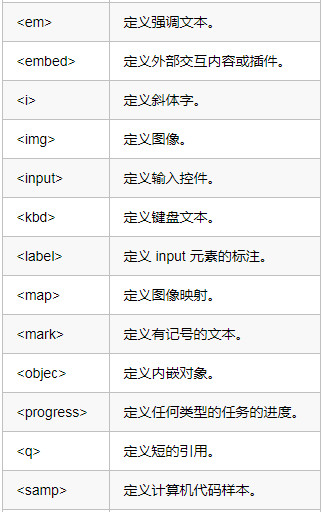 <em> 定义强调文本。
<embed> 定义外部交互内容或插件。
<i> 定义斜体字。
<img> 定义图像。
<input> 定义输入控件。
<kbd> 定义键盘文本。
<label> 定义 input 元素的标注。
<map> 定义图像映射。
<mark> 定义有记号的文本。
<objec> 定义内嵌对象。
<progress> 定义任何类型的任务的进度。
<q> 定义短的引用。
<samp> 定义计算机代码样本。